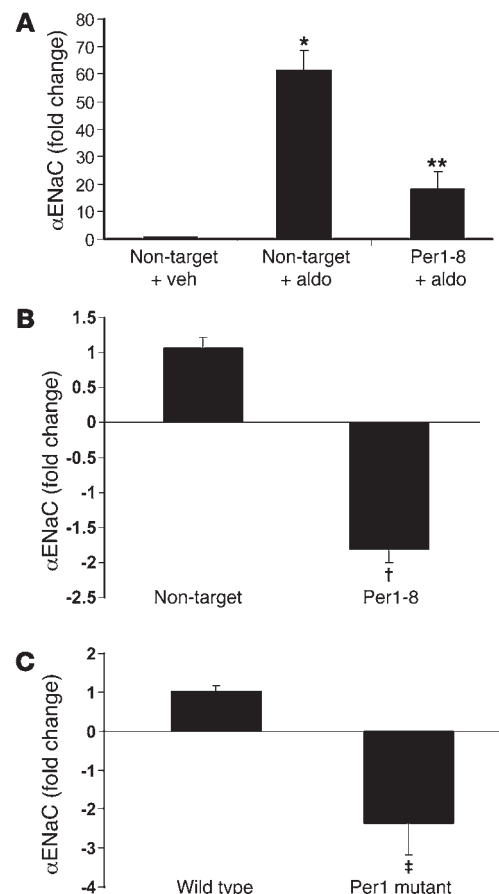 A
αENaC (fold change)
80
70
60
50
40
30
20
10
0
*
**
Non-target
+ veh
Non-target
+ aldo
Per1-8
+ aldo
B
αENaC (fold change)
1.5
1
0.5
0
-0.5
-1
-1.5
-2
-2.5
†
Non-target
Per1-8
C
αENaC (fold change)
2
1
0
-1
-2
-3
-4
‡
Wild type
Per1 mutant